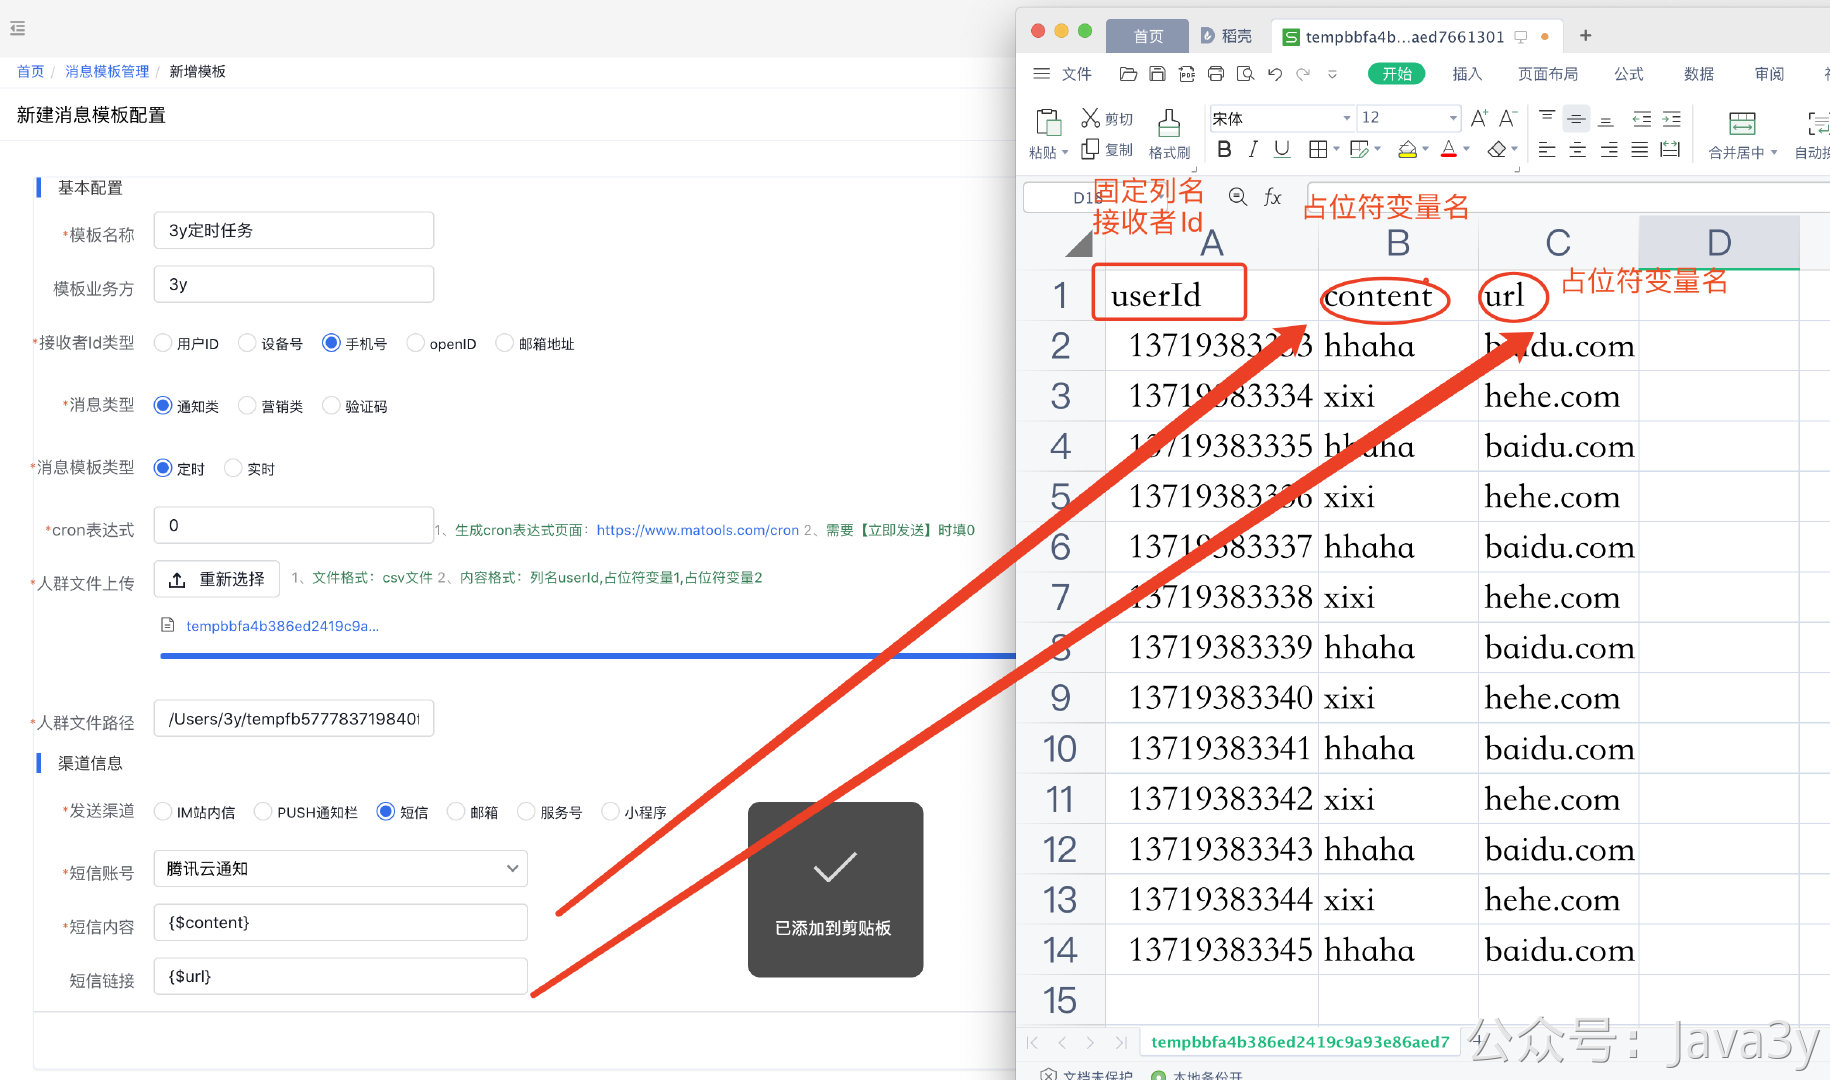 首页 / 消息模板管理 / 新增模板
新建消息模板配置
基本配置
*模板名称 3y定时任务
模板业务方 3y
*接收者Id类型 用户ID 设备号 手机号 openID 邮箱地址
*消息类型 通知类 营销类 验证码
*消息模板类型 定时 实时
*cron表达式 0 1、生成cron表达式页面：https://www.matools.com/cron 2、需要【立即发送】时填0
*人群文件上传 重新选择 1、文件格式：csv文件 2、内容格式：列名userId,占位符变量1,占位符变量2
tempbbfa4b386ed2419c9a...
*人群文件路径 /Users/3y/tempfb577783719840f
渠道信息
*发送渠道 IM站内信 PUSH通知栏 短信 邮箱 服务号 小程序
*短信账号 腾讯云通知
*短信内容 {$content}
短信链接 {$url}
已添加到剪贴板
首页 稻壳 S tempbbfa4b...aed7661301 +
文件 PDF 开始 插入 页面布局 公式 数据 审阅
粘贴 剪切 复制 格式刷 宋体 12 A+ A- B I U A 合并居中
固定列名
接收者Id
fx
占位符变量名
A B C D
占位符变量名
1 userId content url
2 13719383333 hhaha baidu.com
3 13719383334 xixi hehe.com
4 13719383335 hhaha baidu.com
5 13719383336 xixi hehe.com
6 13719383337 hhaha baidu.com
7 13719383338 xixi hehe.com
8 13719383339 hhaha baidu.com
9 13719383340 xixi hehe.com
10 13719383341 hhaha baidu.com
11 13719383342 xixi hehe.com
12 13719383343 hhaha baidu.com
13 13719383344 xixi hehe.com
14 13719383345 hhaha baidu.com
15
tempbbfa4b386ed2419c9a93e86aed7
公众号：Java3y
文档未保护 本地备份开